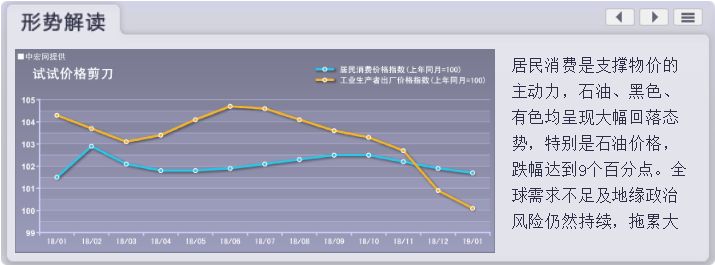 形势解读
■中宏网提供
试试价格剪刀
居民消费价格指数(上年同月=100)
工业生产者出厂价格指数(上年同月=100)
105
104
103
102
101
100
99
18/01 18/02 18/03 18/04 18/05 18/06 18/07 18/08 18/09 18/10 18/11 18/12 19/01
居民消费是支撑物价的
主动力，石油、黑色、
有色均呈现大幅回落态
势，特别是石油价格，
跌幅达到9个百分点。全
球需求不足及地缘政治
风险仍然持续，拖累大